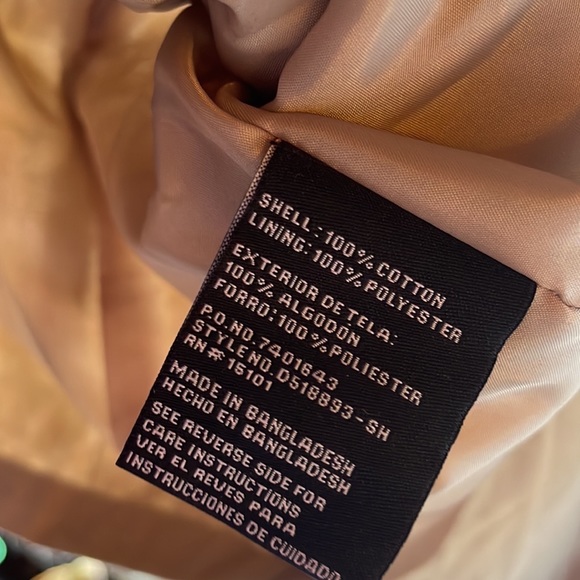 SHELL: 100% COTTON
LINING: 100% POLYESTER
EXTERIOR DE TELA:
100% ALGODÓN
FORRO: 100% POLIESTER
P.O. NO. 7401643
STYLE NO. D518893-SH
RN#: 15101
MADE IN BANGLADESH
HECHO EN BANGLADESH
SEE REVERSE SIDE FOR
CARE INSTRUCTIONS
VER EL REVES PARA
INSTRUCCIONES DE CUIDADO